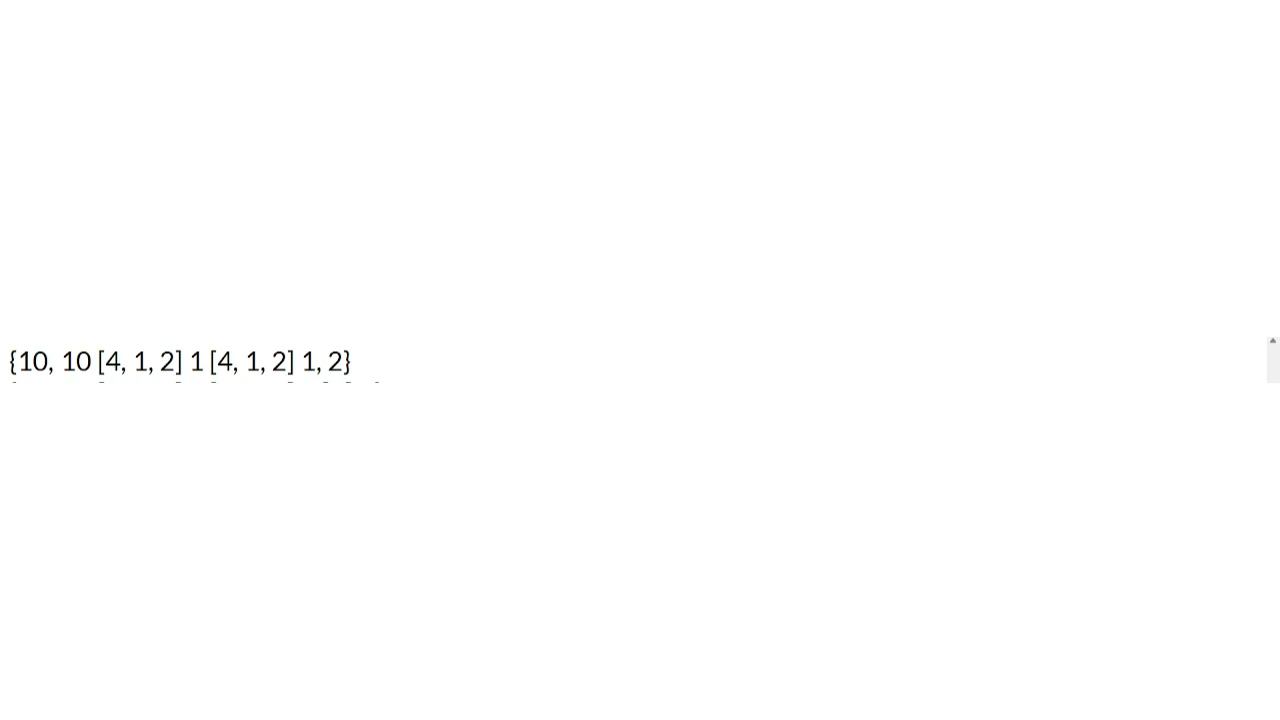 {10, 10 [4, 1, 2] 1 [4, 1, 2] 1, 2}